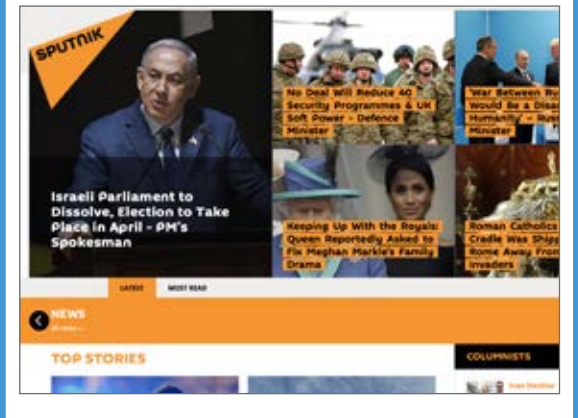 SPUTNIK
Israeli Parliament to
Dissolve, Election to Take
Place in April - PM's
Spokesman
No Deal Will Reduce 40
Security Programmes & UK
Soft Power - Defence
Minister
'War Between Ru
Would Be a Disa
Humanity' - Russ
Minister
Keeping Up With the Royals:
Queen Reportedly Asked to
Fix Meghan Markle's Family
Drama
Roman Catholics
Cradle Was Shipp
Rome Away From
Invaders
LATEST MOST READ
NEWS
TOP STORIES
COLUMNISTS